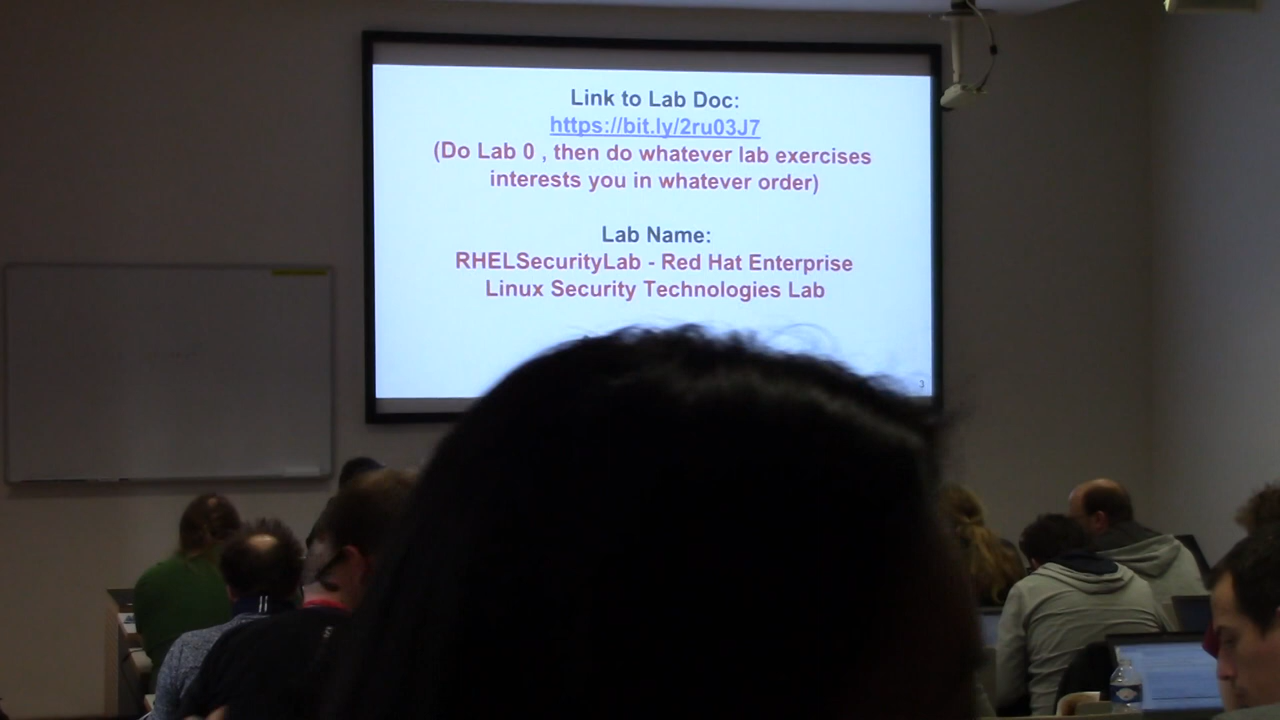 Link to Lab Doc:
https://bit.ly/2ru03J7
(Do Lab 0 , then do whatever lab exercises
interests you in whatever order)
Lab Name:
RHELSecurityLab - Red Hat Enterprise
Linux Security Technologies Lab
3